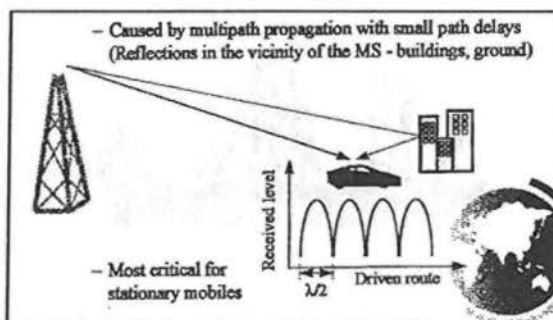 – Caused by multipath propagation with small path delays
(Reflections in the vicinity of the MS - buildings, ground)
Received level
λ/2
Driven route
– Most critical for
stationary mobiles